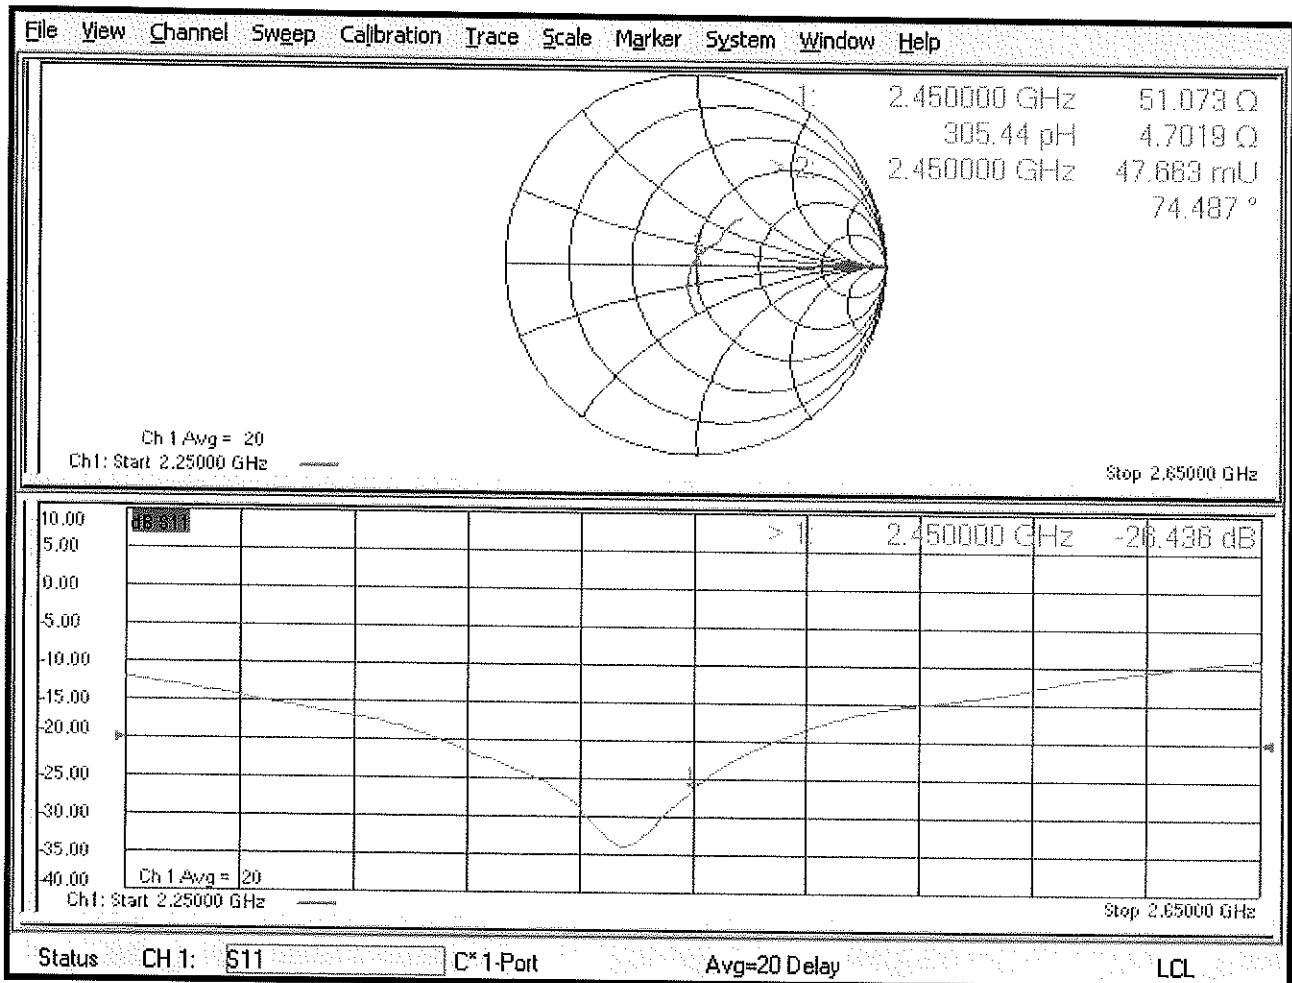 File View Channel Sweep Calibration Trace Scale Marker System Window Help
1: 2.450000 GHz 51.073 Ω
305.44 pH 4.7019 Ω
> 2: 2.450000 GHz 47.663 mU
74.487 °
Ch 1 Avg = 20
Ch1: Start 2.25000 GHz
Stop 2.65000 GHz
10.00
dB S11
> 1: 2.450000 GHz -26.436 dB
5.00
0.00
-5.00
-10.00
-15.00
-20.00
-25.00
-30.00
-35.00
-40.00
1
Ch 1 Avg = 20
Ch1: Start 2.25000 GHz
Stop 2.65000 GHz
Status CH 1: S11 C* 1-Port Avg=20 Delay LCL